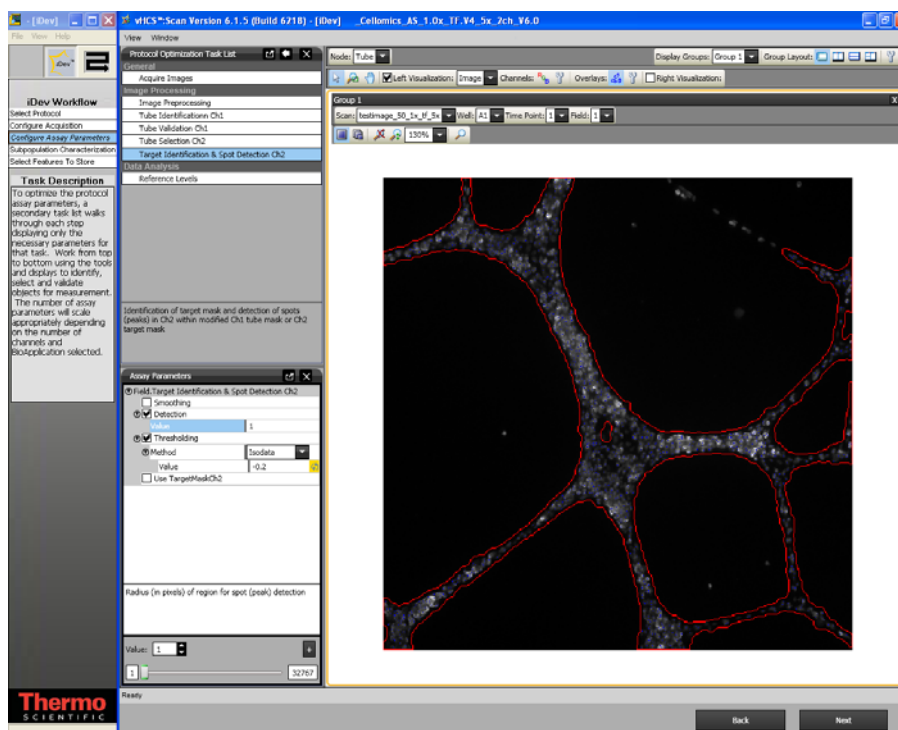 - [iDev]
vHCS™:Scan Version 6.1.5 (Build 6218) - [iDev] _Cellomics_AS_1.0x_TF.V4_5x_2ch_V6.0
File View Help
View Window
iDev™
iDev Workflow
Select Protocol
Configure Acquisition
Configure Assay Parameters
Subpopulation Characterization
Select Features To Store
Task Description
To optimize the protocol
assay parameters, a
secondary task list walks
through each step
displaying only the
necessary parameters for
that task. Work from top
to bottom using the tools
and displays to identify,
select and validate
objects for measurement.
The number of assay
parameters will scale
appropriately depending
on the number of
channels and
BioApplication selected.
Thermo
SCIENTIFIC
Protocol Optimization Task List
General
Acquire Images
Image Processing
Image Preprocessing
Tube Identificationn Ch1
Tube Validation Ch1
Tube Selection Ch2
Target Identification & Spot Detection Ch2
Data Analysis
Reference Levels
Identification of target mask and detection of spots
(peaks) in Ch2 within modified Ch1 tube mask or Ch2
target mask
Assay Parameters
Field.Target Identification & Spot Detection Ch2
Smoothing
Detection
Value 1
Thresholding
Method Isodata
Value -0.2
Use TargetMaskCh2
Radius (in pixels) of region for spot (peak) detection
Value: 1
1 32767
Node: Tube Display Groups: Group 1 Group Layout:
Left Visualization: Image Channels: Overlays: Right Visualization:
Group 1
Scan: testimage_50_1x_tf_5x Well: A1 Time Point: 1 Field: 1
130%
Ready
Back Next